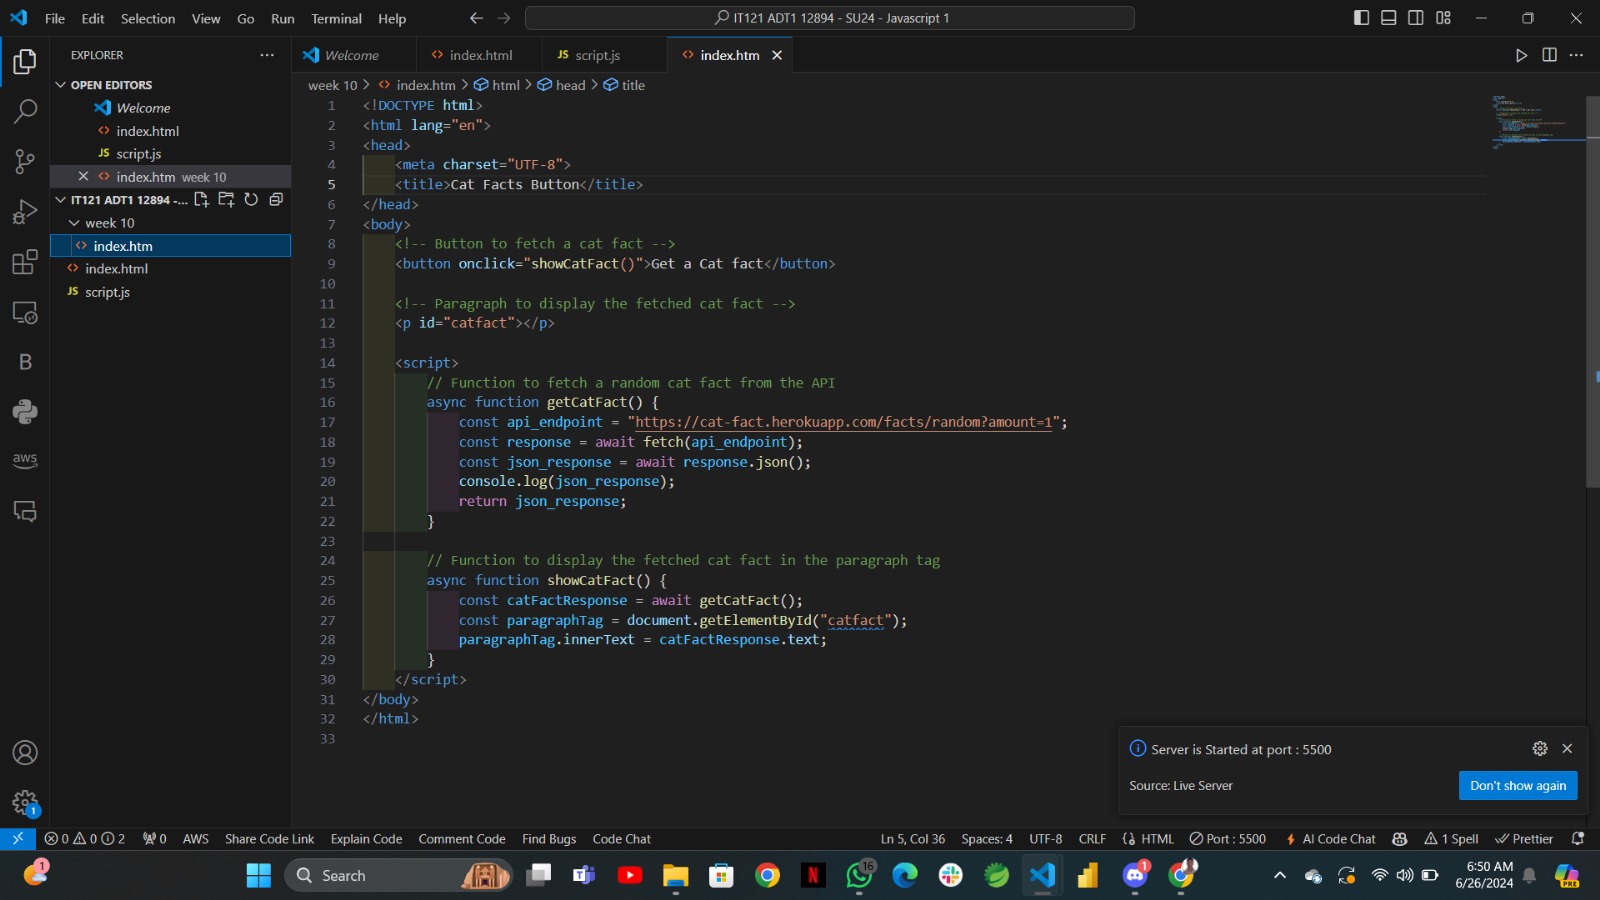 File Edit Selection View Go Run Terminal Help
IT121 ADT1 12894 - SU24 - Javascript 1
EXPLORER
Welcome
index.html
JS script.js
index.htm
OPEN EDITORS
Welcome
index.html
JS script.js
index.htm week 10
IT121 ADT1 12894 -...
week 10
index.htm
index.html
JS script.js
B
aws
1
week 10 > index.htm > html > head > title
1 <!DOCTYPE html>
2 <html lang="en">
3 <head>
4 <meta charset="UTF-8">
5 <title>Cat Facts Button</title>
6 </head>
7 <body>
8 <!-- Button to fetch a cat fact -->
9 <button onclick="showCatFact()">Get a Cat fact</button>
10
11 <!-- Paragraph to display the fetched cat fact -->
12 <p id="catfact"></p>
13
14 <script>
15 // Function to fetch a random cat fact from the API
16 async function getCatFact() {
17 const api_endpoint = "https://cat-fact.herokuapp.com/facts/random?amount=1";
18 const response = await fetch(api_endpoint);
19 const json_response = await response.json();
20 console.log(json_response);
21 return json_response;
22 }
23
24 // Function to display the fetched cat fact in the paragraph tag
25 async function showCatFact() {
26 const catFactResponse = await getCatFact();
27 const paragraphTag = document.getElementById("catfact");
28 paragraphTag.innerText = catFactResponse.text;
29 }
30 </script>
31 </body>
32 </html>
33
Server is Started at port : 5500
Source: Live Server
Don't show again
0 0 2 0 AWS Share Code Link Explain Code Comment Code Find Bugs Code Chat
Ln 5, Col 36 Spaces: 4 UTF-8 CRLF HTML Port : 5500 AI Code Chat 1 Spell Prettier
1
Search
N
16
1
6:50 AM
6/26/2024
PRE